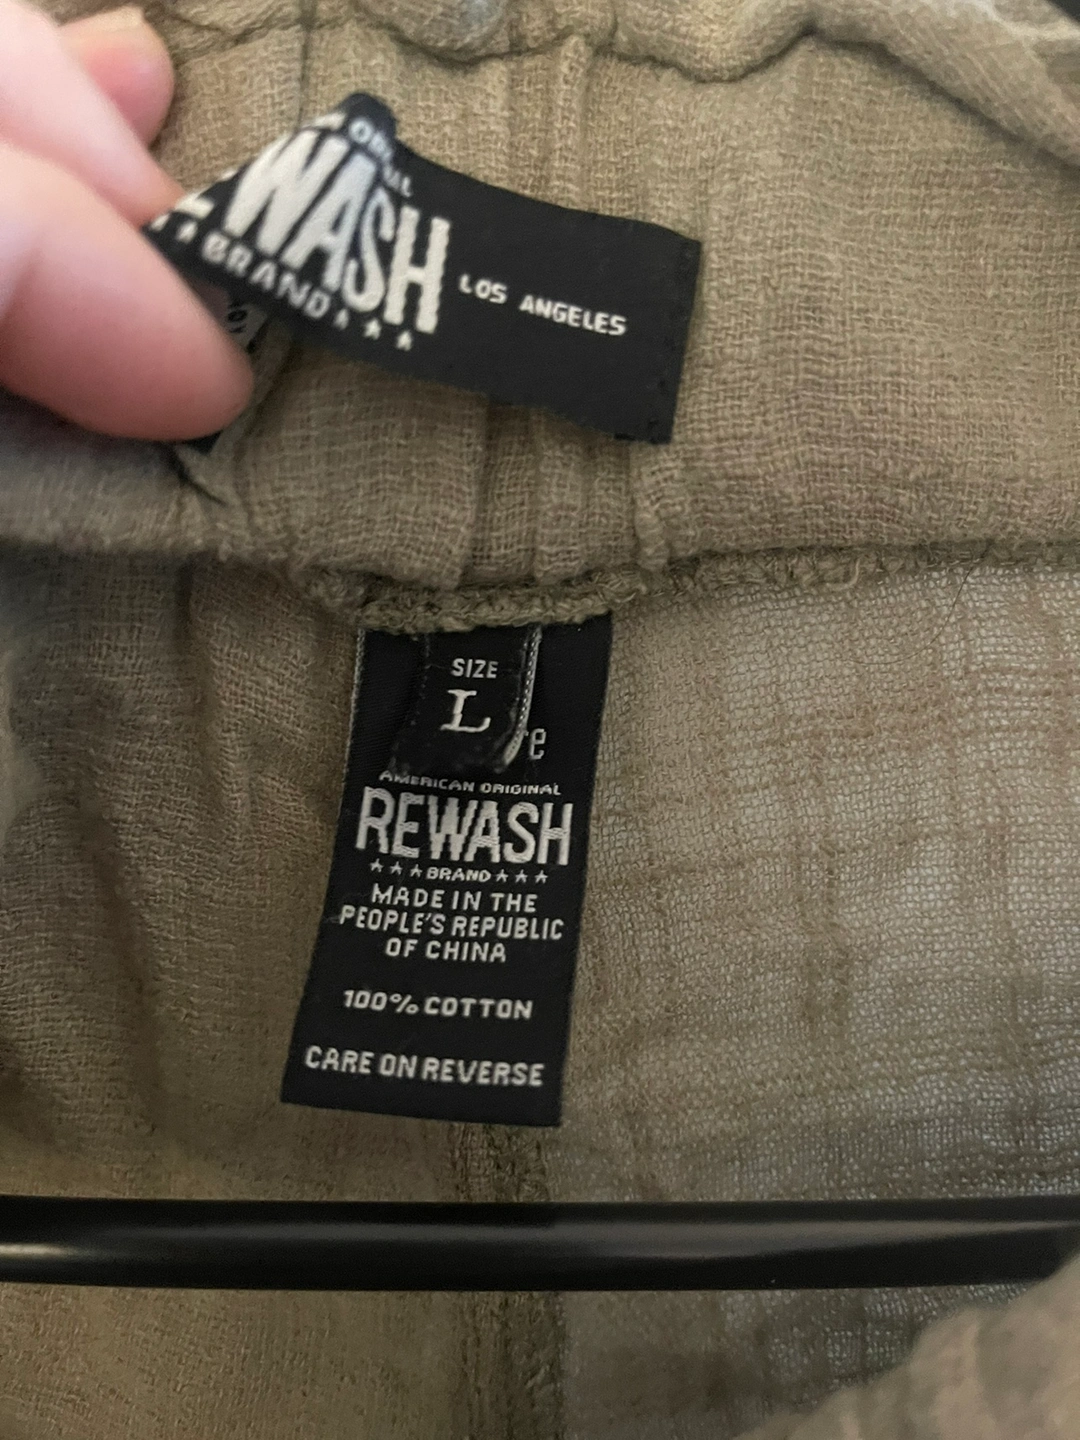 WASH
BRAND
LOS ANGELES
SIZE
L
AMERICAN ORIGINAL
REWASH
BRAND
MADE IN THE
PEOPLE'S REPUBLIC
OF CHINA
100% COTTON
CARE ON REVERSE